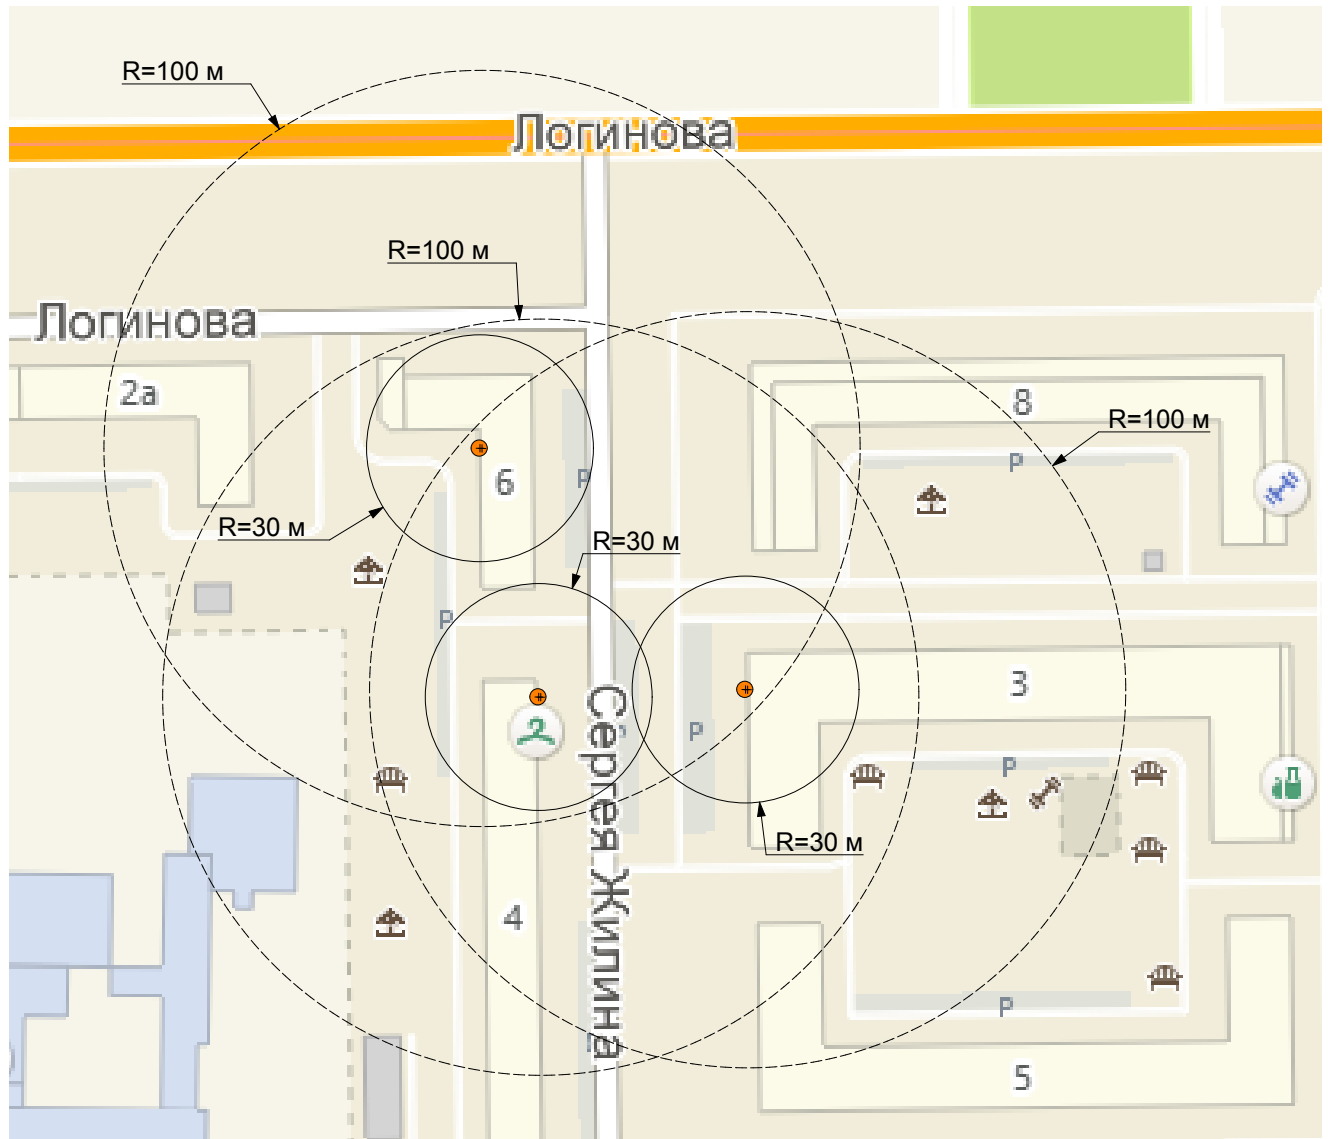 R=100 м
Логинова
R=100 м
Логинова
2а
8
R=100 м
P
6
P
R=30 м
R=30 м
P
3
P
P
P
R=30 м
4
Сергея Жилина
P
5